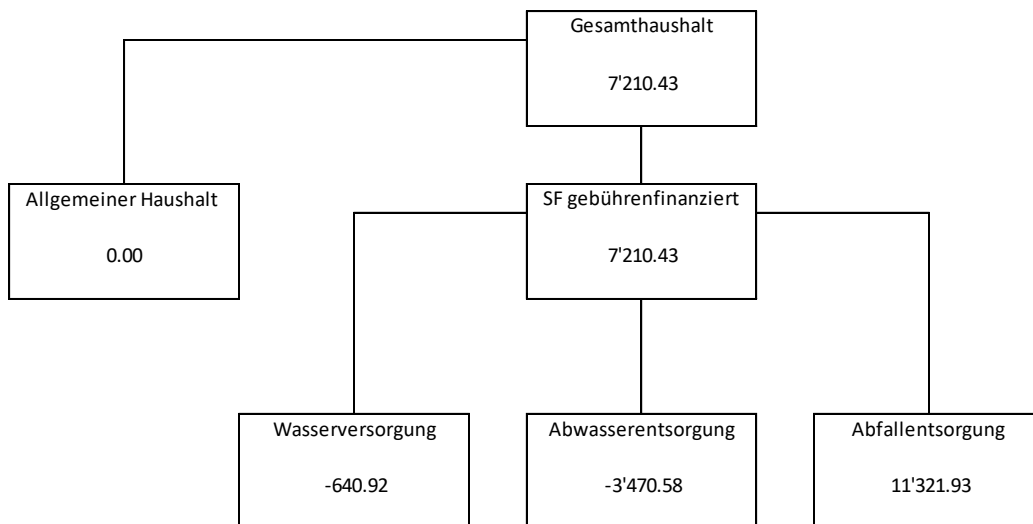 Gesamthaushalt
7'210.43
Allgemeiner Haushalt
0.00
SF gebührenfinanziert
7'210.43
Wasserversorgung
-640.92
Abwasserentsorgung
-3'470.58
Abfallentsorgung
11'321.93